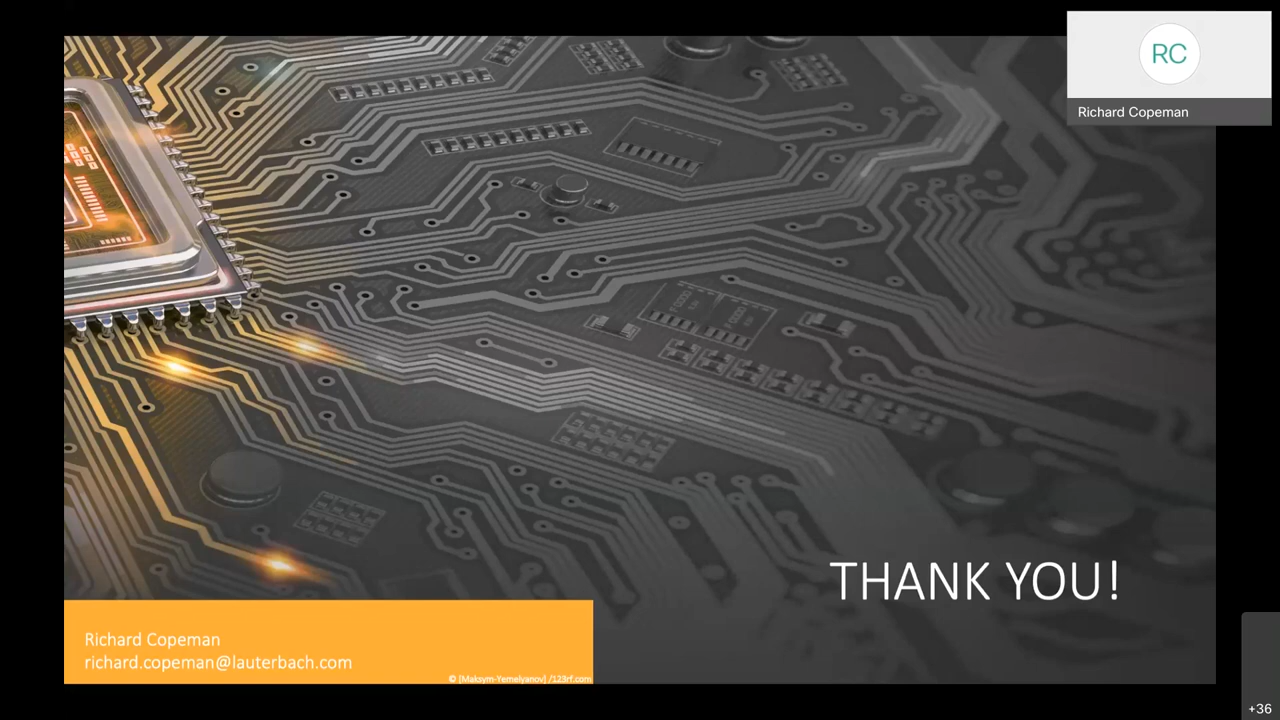 RC
Richard Copeman
THANK YOU!
Richard Copeman
richard.copeman@lauterbach.com
© [Maksym-Yemelyanov] /123rf.com
+36